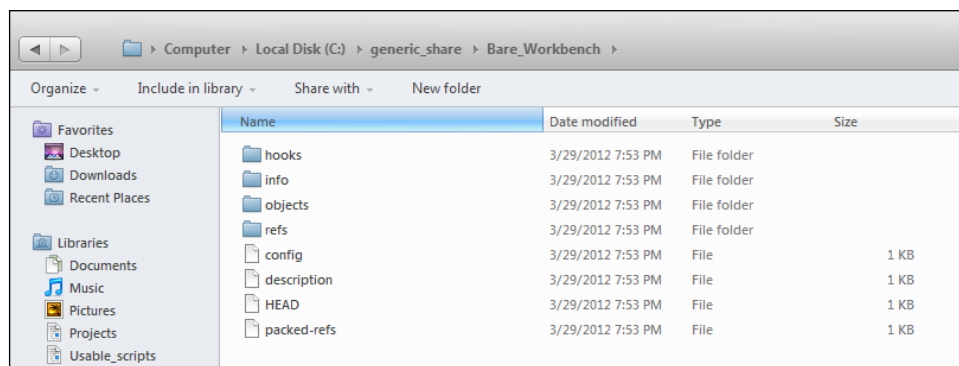 Computer Local Disk (C:) generic_share Bare_Workbench
Organize Include in library Share with New folder
Favorites
Desktop
Downloads
Recent Places
Libraries
Documents
Music
Pictures
Projects
Usable_scripts
Name Date modified Type Size
hooks 3/29/2012 7:53 PM File folder
info 3/29/2012 7:53 PM File folder
objects 3/29/2012 7:53 PM File folder
refs 3/29/2012 7:53 PM File folder
config 3/29/2012 7:53 PM File 1 KB
description 3/29/2012 7:53 PM File 1 KB
HEAD 3/29/2012 7:53 PM File 1 KB
packed-refs 3/29/2012 7:53 PM File 1 KB